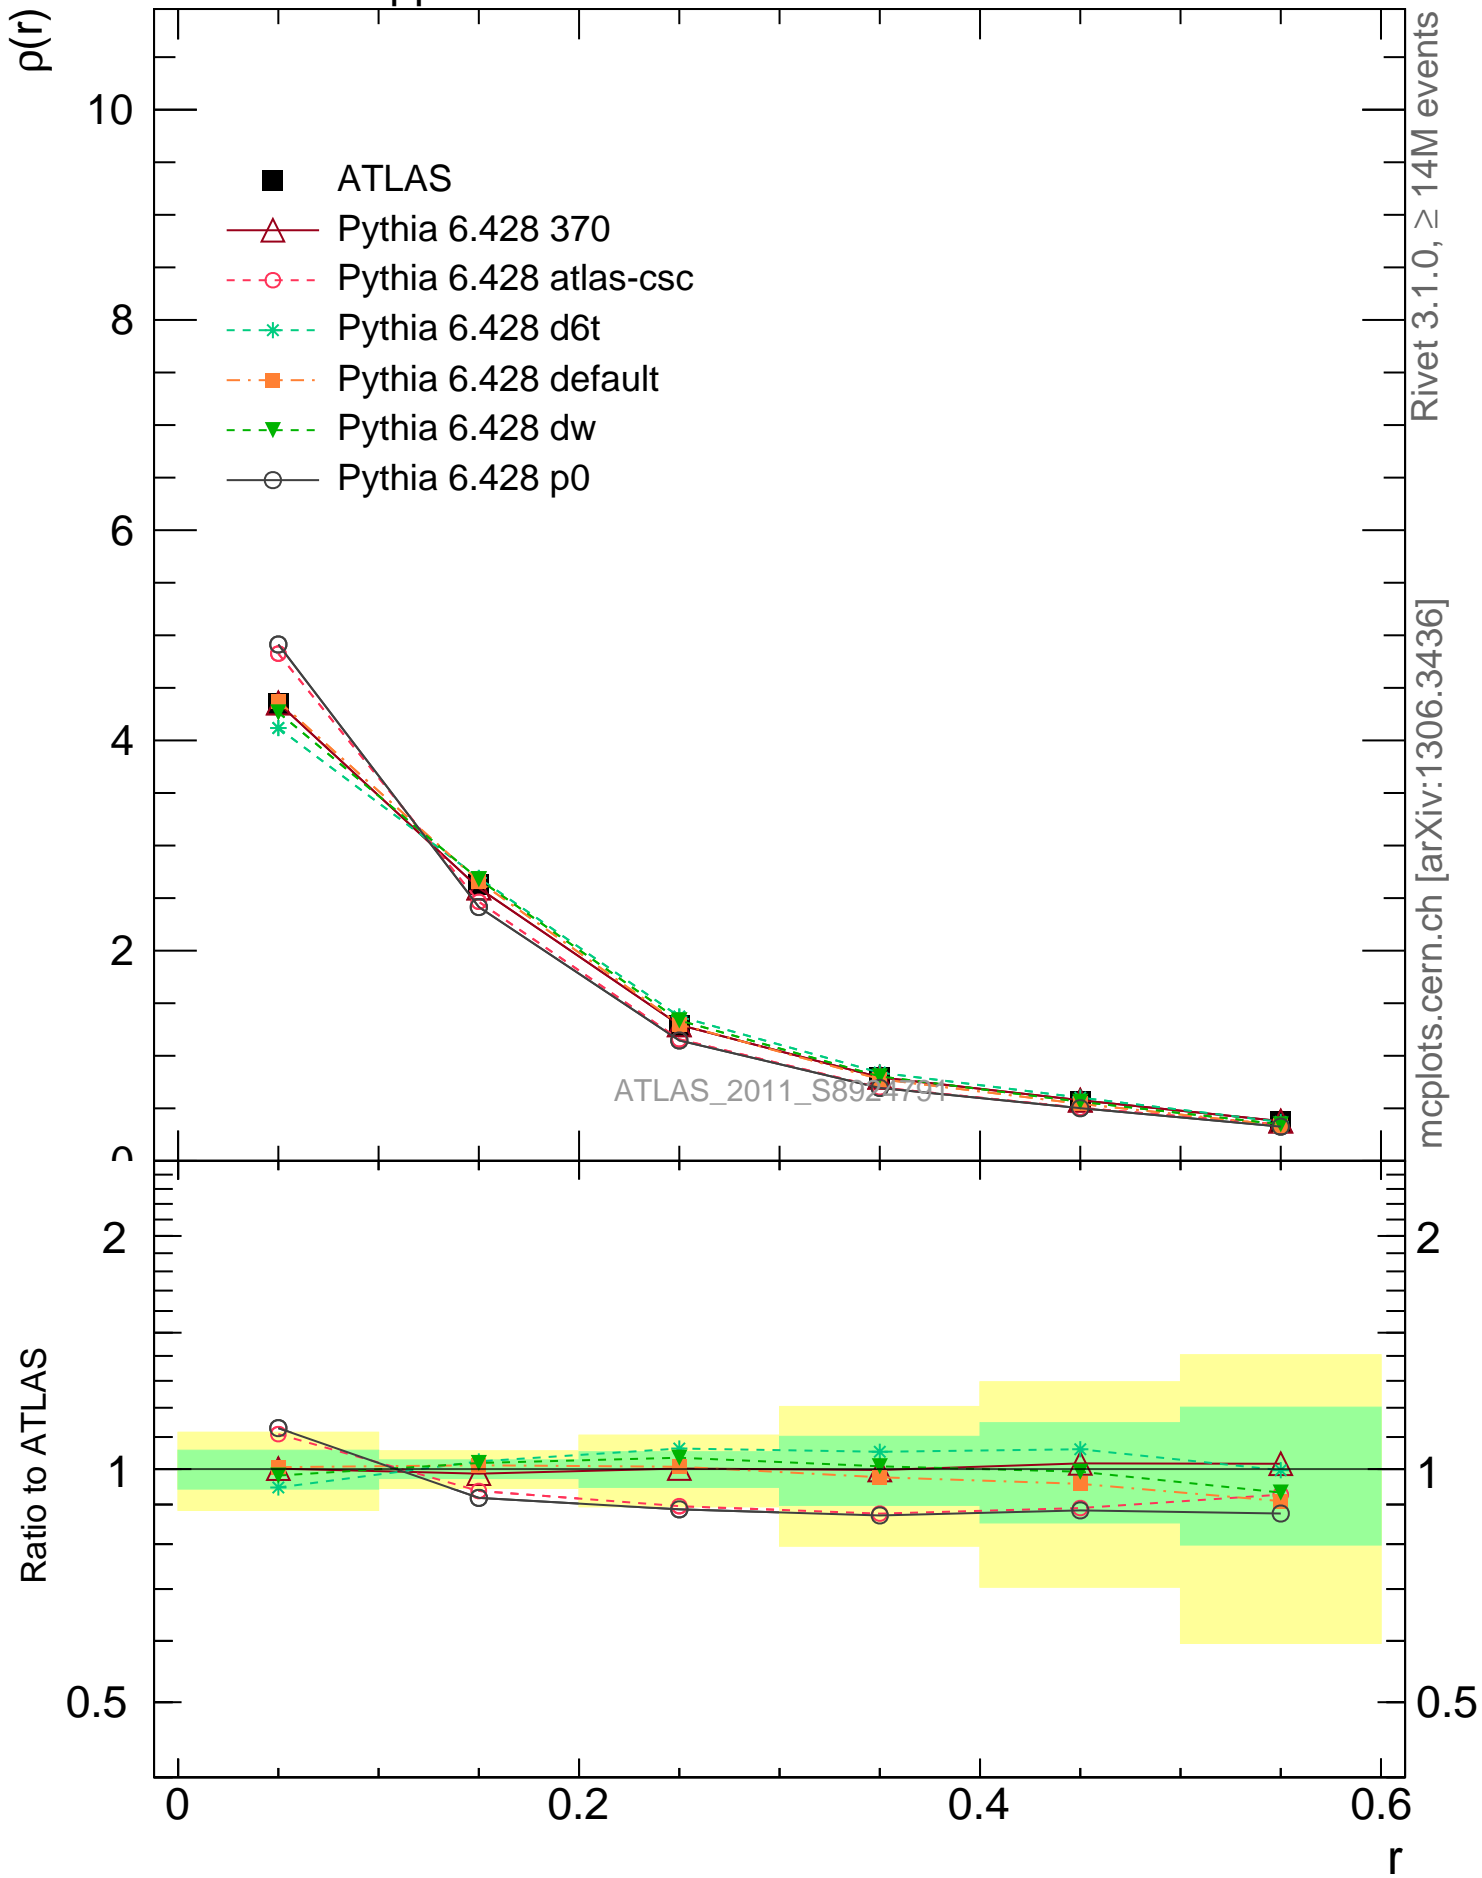 ρ(r)
10
8
6
4
2
0
ATLAS
Pythia 6.428 370
Pythia 6.428 atlas-csc
Pythia 6.428 d6t
Pythia 6.428 default
Pythia 6.428 dw
Pythia 6.428 p0
ATLAS_2011_S8924791
Rivet 3.1.0, ≥ 14M events
mcplots.cern.ch [arXiv:1306.3436]
Ratio to ATLAS
2
1
0.5
2
1
0.5
0
0.2
0.4
0.6
r